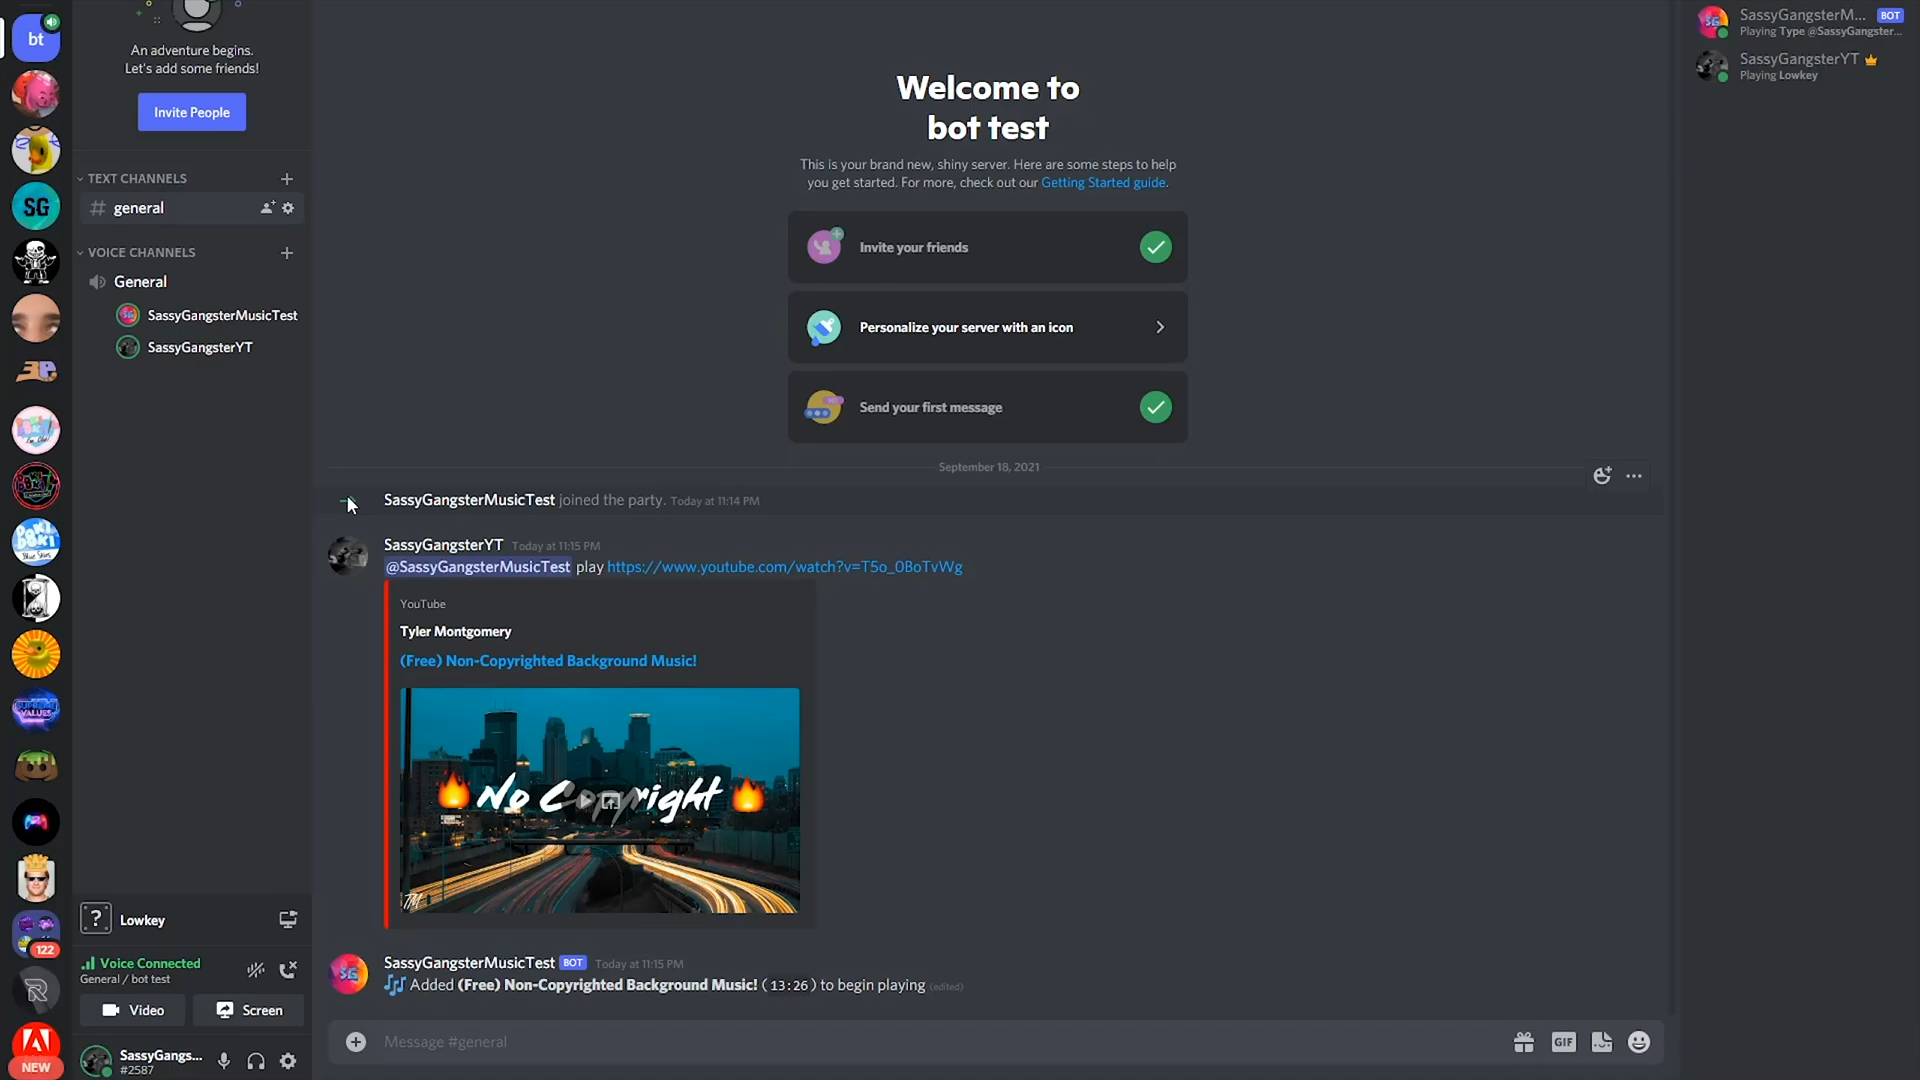 bt
An adventure begins.
Let's add some friends!
Invite People
TEXT CHANNELS
general
VOICE CHANNELS
General
SassyGangsterMusicTest
SassyGangsterYT
SG
122
NEW
Lowkey
Voice Connected
General / bot test
Video
Screen
SassyGangs...
#2587
Welcome to
bot test
This is your brand new, shiny server. Here are some steps to help
you get started. For more, check out our Getting Started guide.
Invite your friends
Personalize your server with an icon
Send your first message
September 18, 2021
SassyGangsterMusicTest joined the party. Today at 11:14 PM
SassyGangsterYT Today at 11:15 PM
@SassyGangsterMusicTest play https://www.youtube.com/watch?v=T5o_0BoTvWg
YouTube
Tyler Montgomery
(Free) Non-Copyrighted Background Music!
No Copyright
TM
SG
SassyGangsterMusicTest BOT Today at 11:15 PM
Added (Free) Non-Copyrighted Background Music! (13:26) to begin playing (edited)
Message #general
GIF
SassyGangsterM... BOT
Playing Type @SassyGangster...
SassyGangsterYT
Playing Lowkey